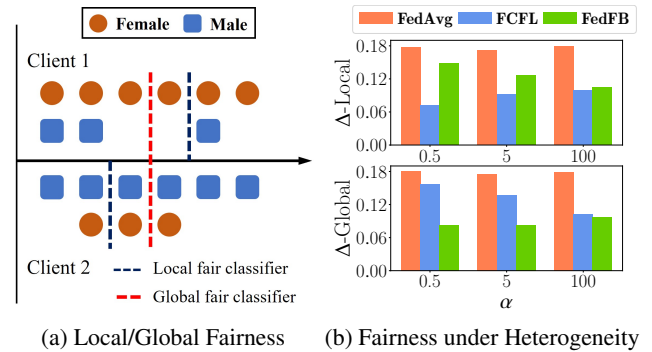 Female Male
Client 1
Client 2
Local fair classifier
Global fair classifier
(a) Local/Global Fairness
FedAvg FCFL FedFB
Δ-Local
0.18
0.12
0.06
0.00
0.5 5 100
Δ-Global
0.18
0.12
0.06
0.00
0.5 5 100
α
(b) Fairness under Heterogeneity